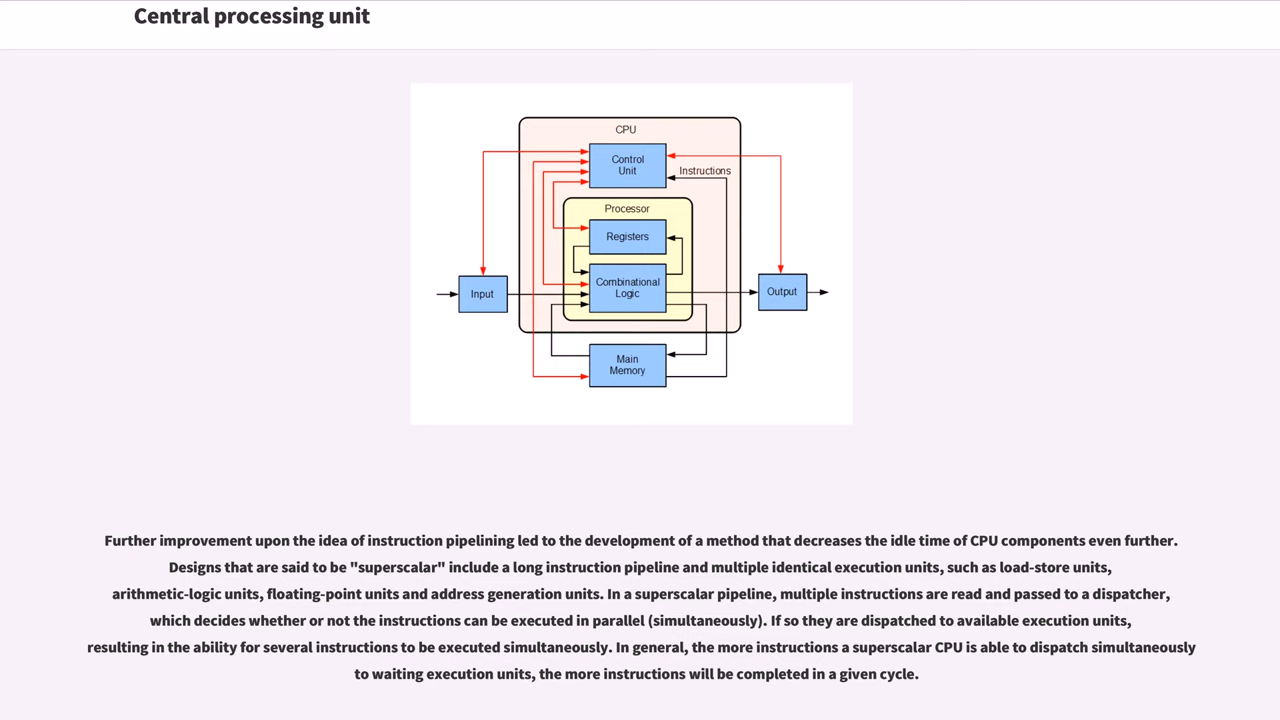 Central processing unit
CPU
Control
Unit
Instructions
Processor
Registers
Combinational
Logic
Input
Output
Main
Memory
Further improvement upon the idea of instruction pipelining led to the development of a method that decreases the idle time of CPU components even further.
Designs that are said to be "superscalar" include a long instruction pipeline and multiple identical execution units, such as load-store units,
arithmetic-logic units, floating-point units and address generation units. In a superscalar pipeline, multiple instructions are read and passed to a dispatcher,
which decides whether or not the instructions can be executed in parallel (simultaneously). If so they are dispatched to available execution units,
resulting in the ability for several instructions to be executed simultaneously. In general, the more instructions a superscalar CPU is able to dispatch simultaneously
to waiting execution units, the more instructions will be completed in a given cycle.